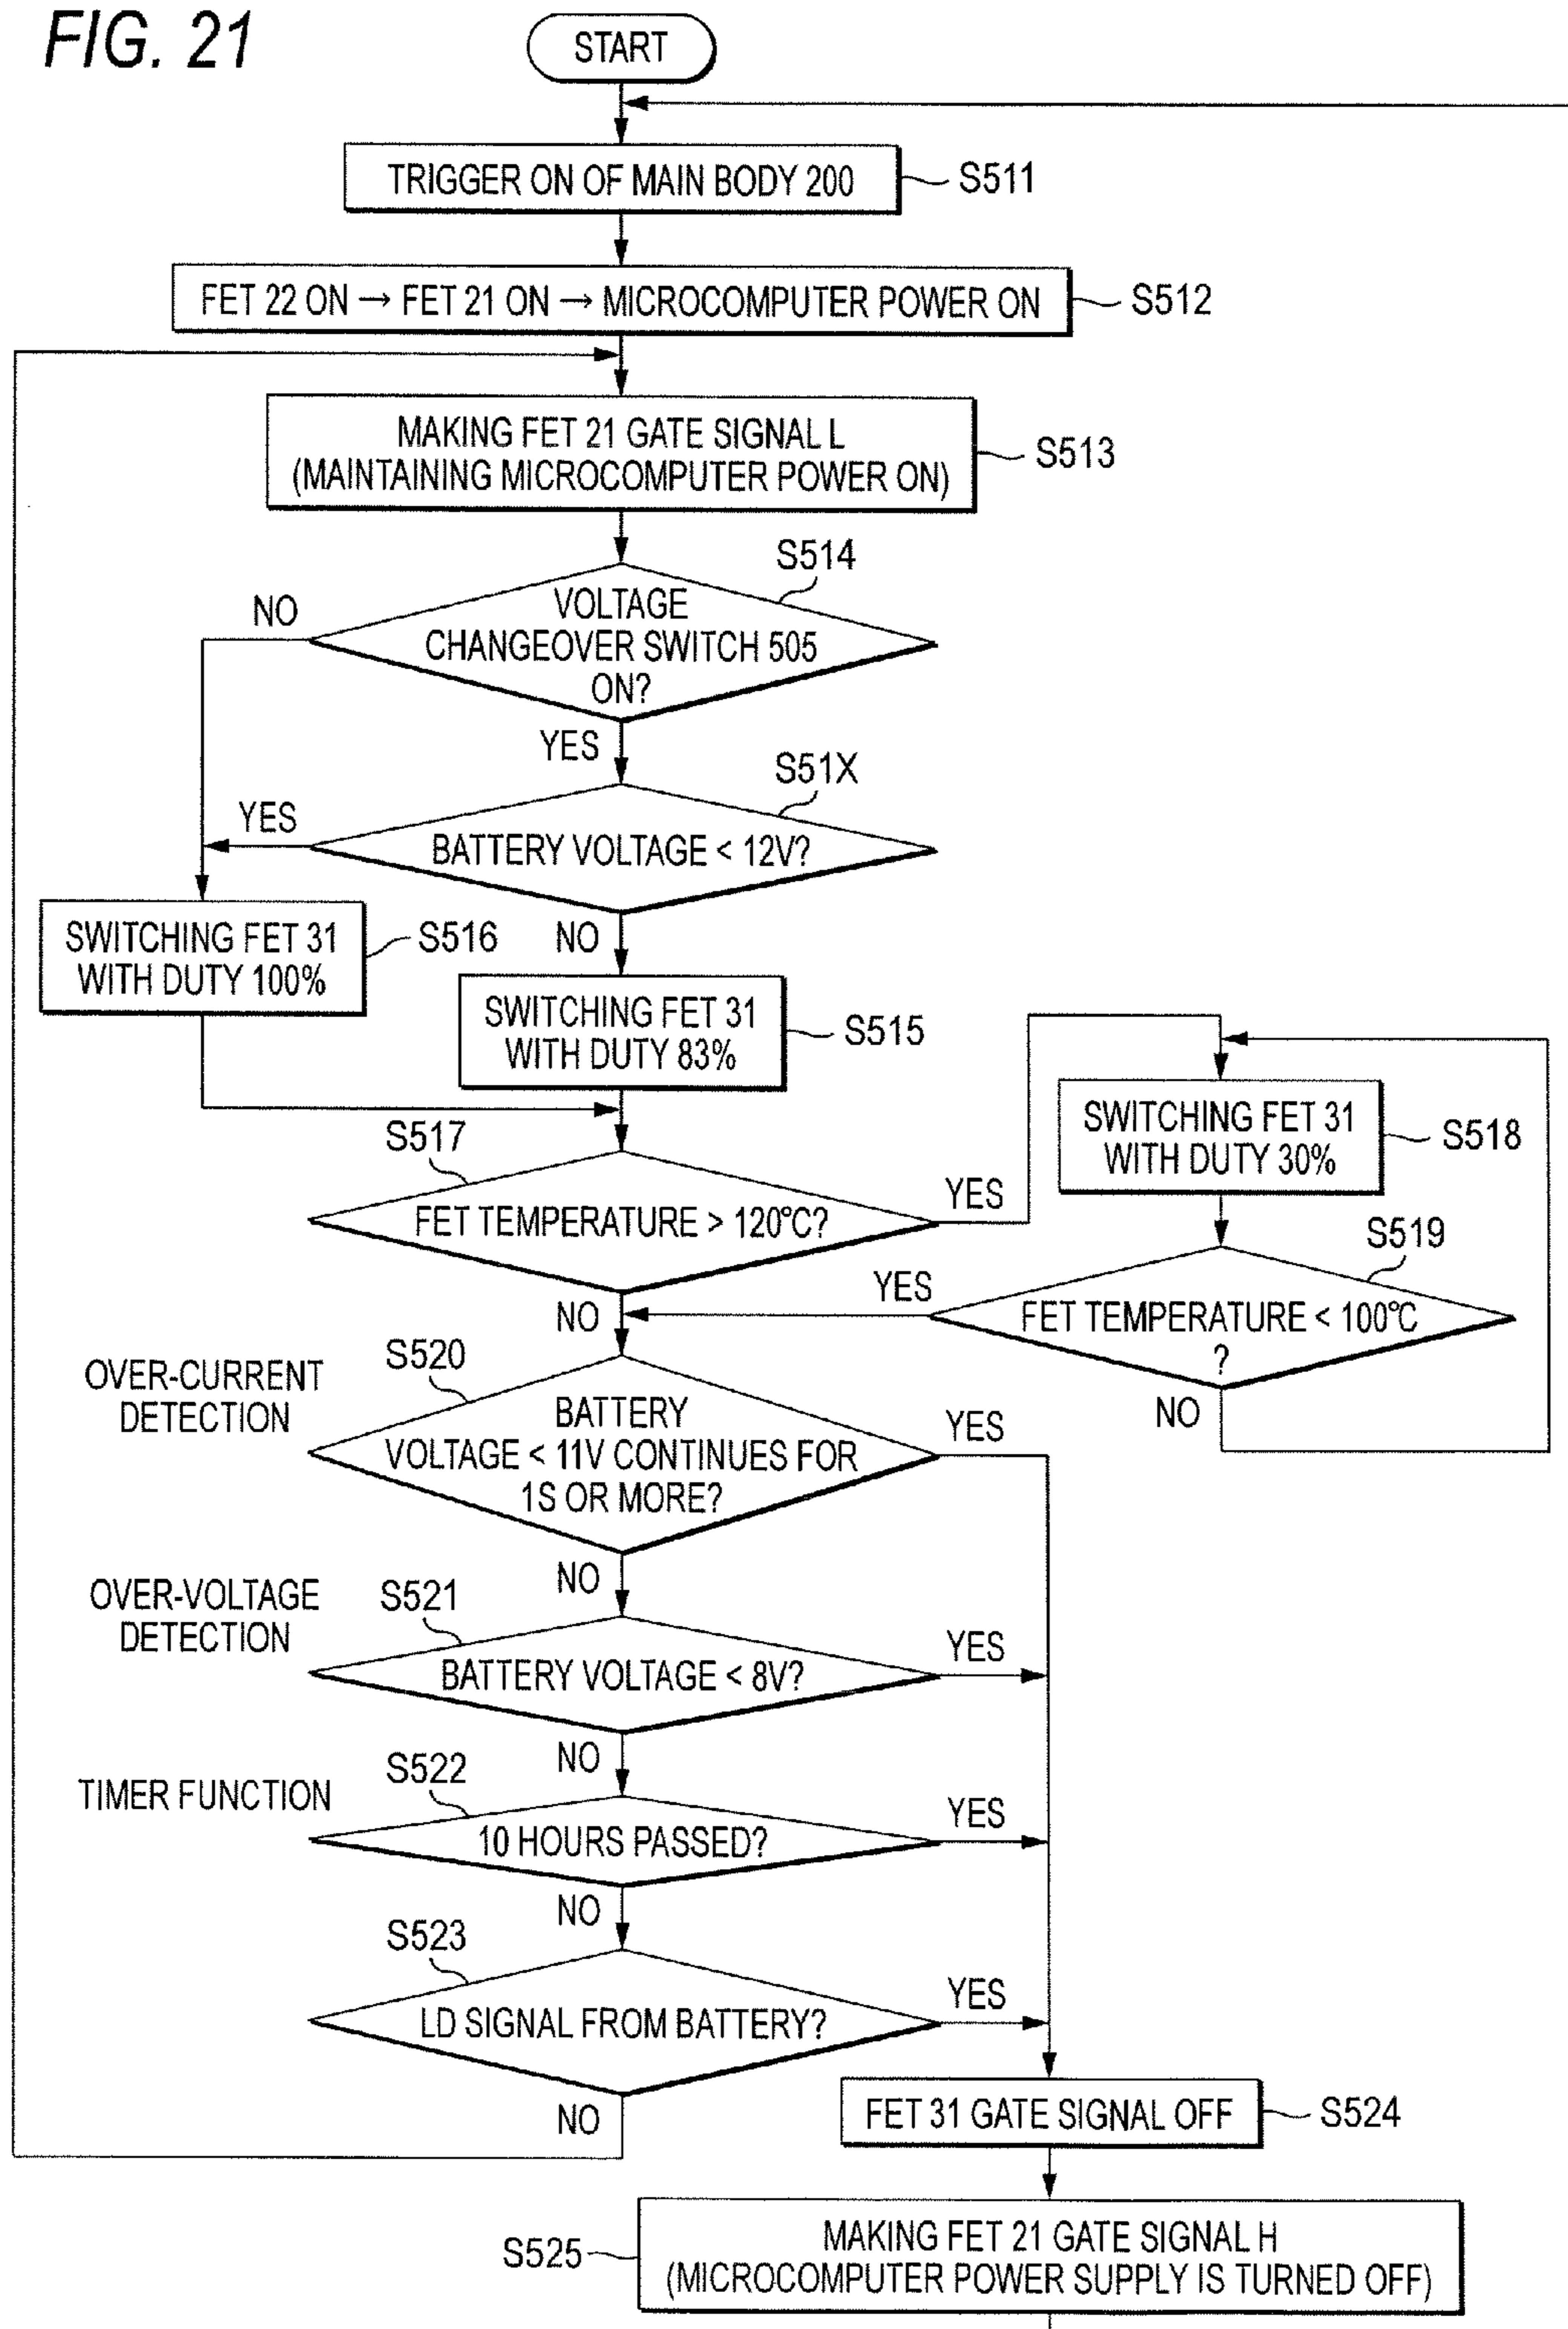 FIG. 21
START
TRIGGER ON OF MAIN BODY 200
S511
FET 22 ON → FET 21 ON → MICROCOMPUTER POWER ON
S512
MAKING FET 21 GATE SIGNAL L
(MAINTAINING MICROCOMPUTER POWER ON)
S513
S514
VOLTAGE
CHANGEOVER SWITCH 505
ON?
NO
YES
S51X
BATTERY VOLTAGE < 12V?
YES
NO
SWITCHING FET 31
WITH DUTY 100%
S516
SWITCHING FET 31
WITH DUTY 83%
S515
S517
FET TEMPERATURE > 120°C?
YES
NO
SWITCHING FET 31
WITH DUTY 30%
S518
S519
FET TEMPERATURE < 100°C
?
YES
NO
OVER-CURRENT
DETECTION
S520
BATTERY
VOLTAGE < 11V CONTINUES FOR
1S OR MORE?
YES
NO
OVER-VOLTAGE
DETECTION
S521
BATTERY VOLTAGE < 8V?
YES
NO
TIMER FUNCTION
S522
10 HOURS PASSED?
YES
NO
S523
LD SIGNAL FROM BATTERY?
YES
NO
FET 31 GATE SIGNAL OFF
S524
S525
MAKING FET 21 GATE SIGNAL H
(MICROCOMPUTER POWER SUPPLY IS TURNED OFF)